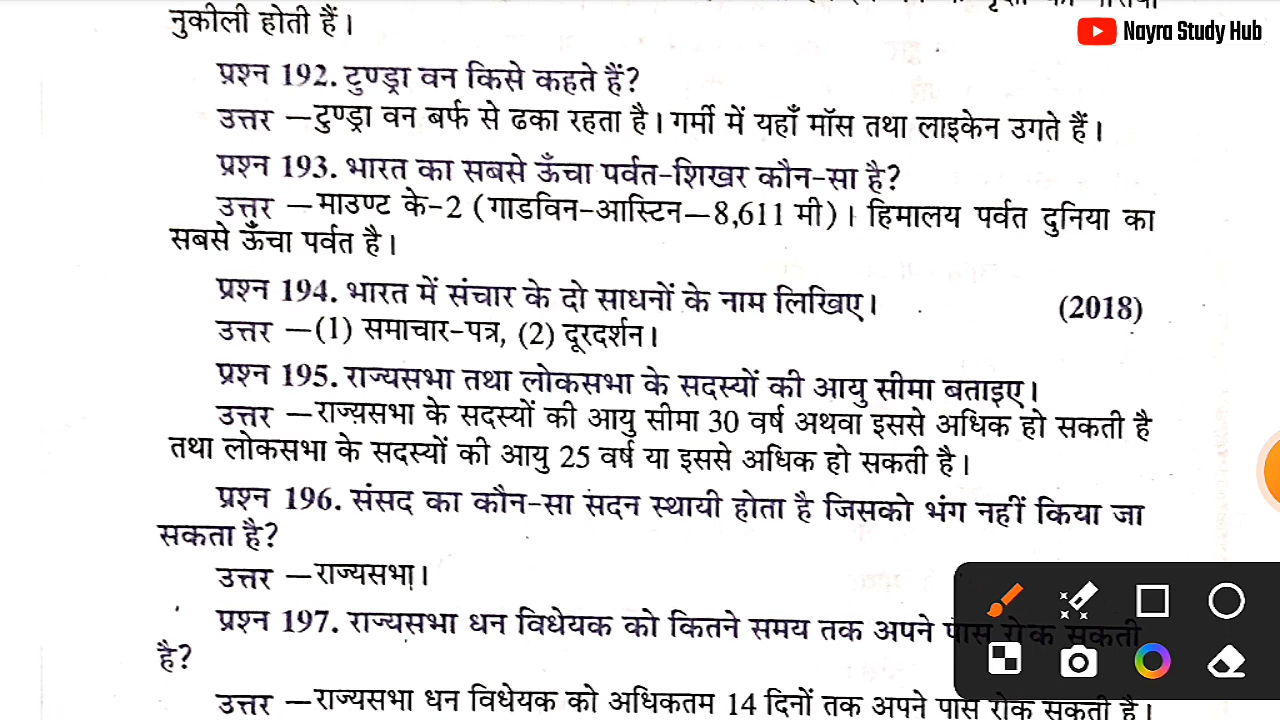 नुकीली होती हैं।
Nayra Study Hub
प्रश्न 192. टुण्ड्रा वन किसे कहते हैं?
उत्तर —टुण्ड्रा वन बर्फ से ढका रहता है। गर्मी में यहाँ मॉस तथा लाइकेन उगते हैं।
प्रश्न 193. भारत का सबसे ऊँचा पर्वत-शिखर कौन-सा है?
उत्तर —माउण्ट के-2 (गाडविन-आस्टिन—8,611 मी)। हिमालय पर्वत दुनिया का
सबसे ऊँचा पर्वत है।
प्रश्न 194. भारत में संचार के दो साधनों के नाम लिखिए। (2018)
उत्तर —(1) समाचार-पत्र, (2) दूरदर्शन।
प्रश्न 195. राज्यसभा तथा लोकसभा के सदस्यों की आयु सीमा बताइए।
उत्तर —राज्यसभा के सदस्यों की आयु सीमा 30 वर्ष अथवा इससे अधिक हो सकती है
तथा लोकसभा के सदस्यों की आयु 25 वर्ष या इससे अधिक हो सकती है।
प्रश्न 196. संसद का कौन-सा सदन स्थायी होता है जिसको भंग नहीं किया जा
सकता है?
उत्तर —राज्यसभा।
प्रश्न 197. राज्यसभा धन विधेयक को कितने समय तक अपने पास रोक सकती
है?
उत्तर —राज्यसभा धन विधेयक को अधिकतम 14 दिनों तक अपने पास रोक सकती है।